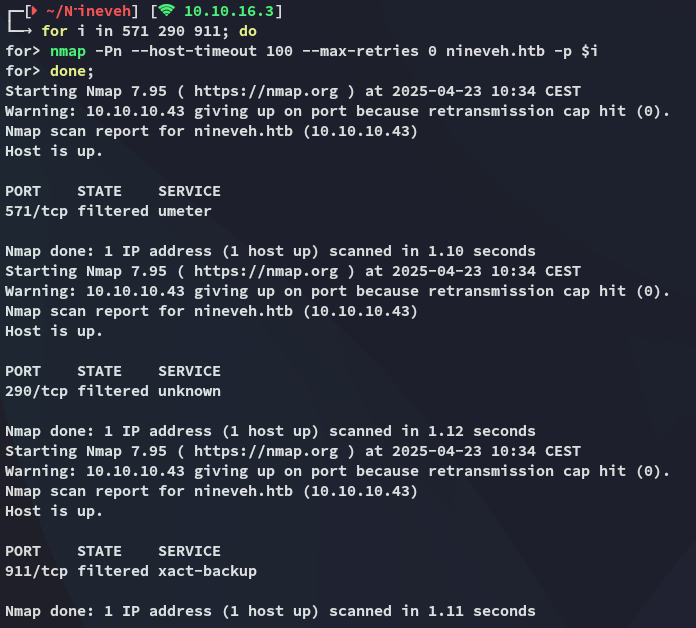 ┌─[ ~/Nineveh] [ 10.10.16.3]
└─→ for i in 571 290 911; do
for> nmap -Pn --host-timeout 100 --max-retries 0 nineveh.htb -p $i
for> done;
Starting Nmap 7.95 ( https://nmap.org ) at 2025-04-23 10:34 CEST
Warning: 10.10.10.43 giving up on port because retransmission cap hit (0).
Nmap scan report for nineveh.htb (10.10.10.43)
Host is up.
PORT    STATE    SERVICE
571/tcp filtered umeter
Nmap done: 1 IP address (1 host up) scanned in 1.10 seconds
Starting Nmap 7.95 ( https://nmap.org ) at 2025-04-23 10:34 CEST
Warning: 10.10.10.43 giving up on port because retransmission cap hit (0).
Nmap scan report for nineveh.htb (10.10.10.43)
Host is up.
PORT    STATE    SERVICE
290/tcp filtered unknown
Nmap done: 1 IP address (1 host up) scanned in 1.12 seconds
Starting Nmap 7.95 ( https://nmap.org ) at 2025-04-23 10:34 CEST
Warning: 10.10.10.43 giving up on port because retransmission cap hit (0).
Nmap scan report for nineveh.htb (10.10.10.43)
Host is up.
PORT    STATE    SERVICE
911/tcp filtered xact-backup
Nmap done: 1 IP address (1 host up) scanned in 1.11 seconds